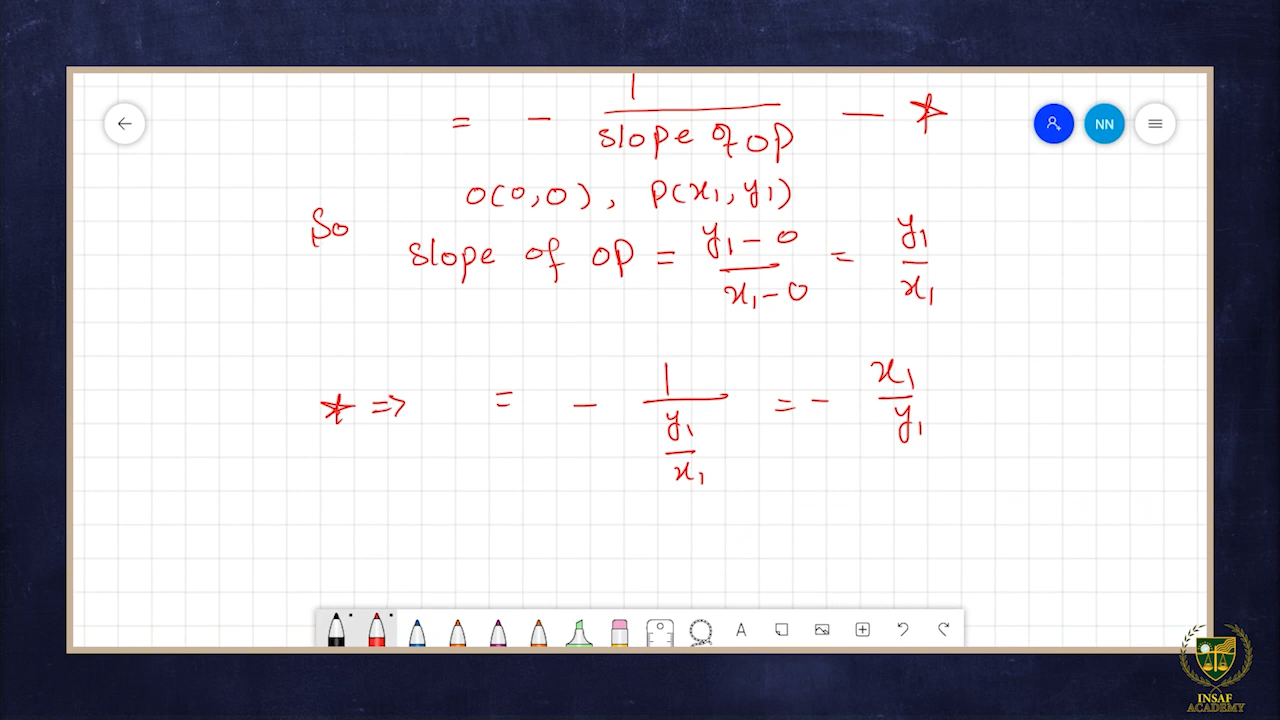 = - 1/slope of OP — *
O(0,0), P(x₁, y₁)
So slope of OP = (y₁ - 0)/(x₁ - 0) = y₁/x₁
* ⇒ = - 1/(y₁/x₁) = - x₁/y₁
NN
A
INSAF
ACADEMY